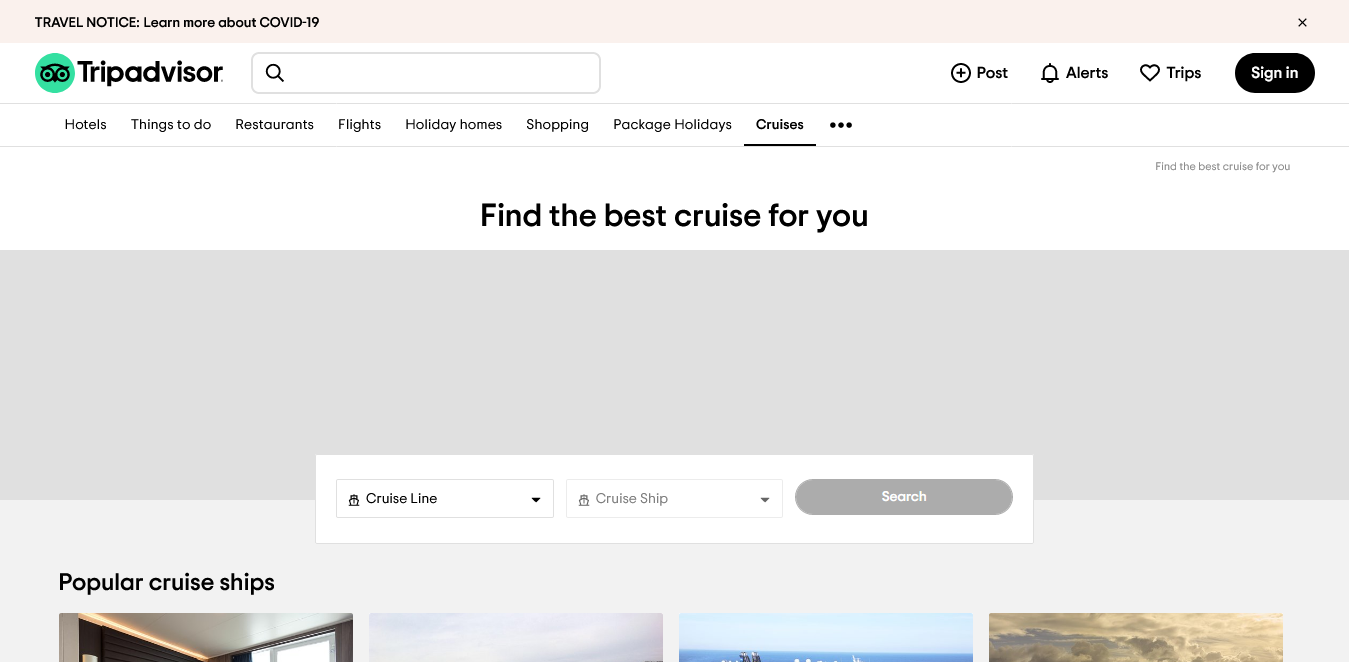 TRAVEL NOTICE: Learn more about COVID-19
Tripadvisor
Post
Alerts
Trips
Sign in
Hotels
Things to do
Restaurants
Flights
Holiday homes
Shopping
Package Holidays
Cruises
Find the best cruise for you
Find the best cruise for you
Cruise Line
Cruise Ship
Search
Popular cruise ships